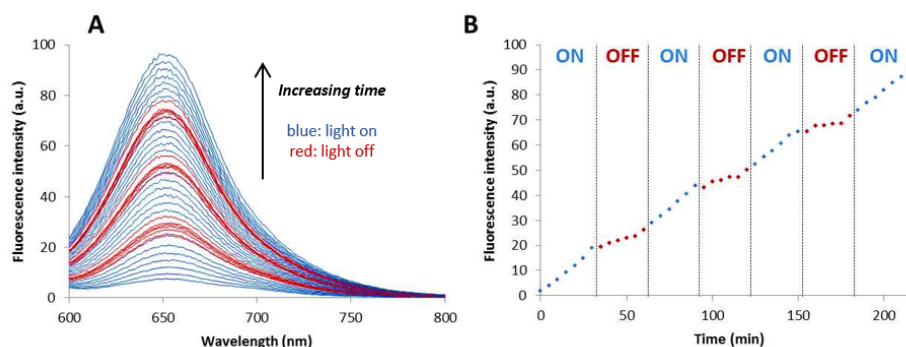 A
Fluorescence intensity (a.u.)
100
80
60
40
20
0
600
650
700
750
800
Wavelength (nm)
Increasing time
blue: light on
red: light off
B
Fluorescence intensity (a.u.)
100
90
80
70
60
50
40
30
20
10
0
ON OFF ON OFF ON OFF ON
0
50
100
150
200
Time (min)